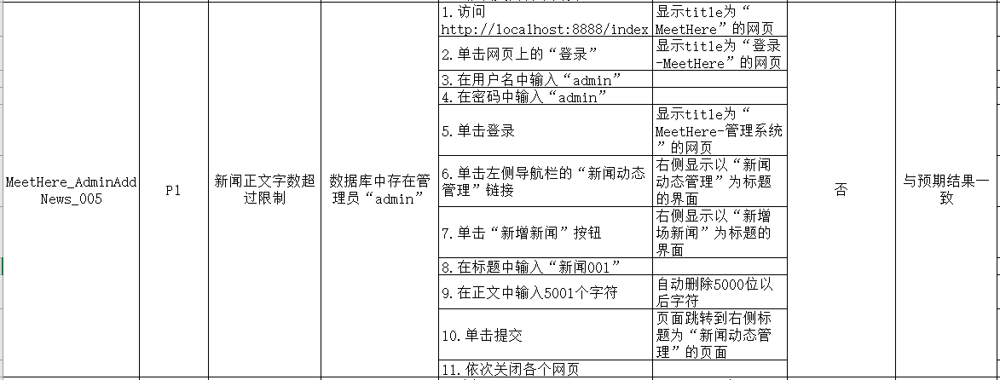 MeetHere_AdminAdd
News_005
P1
新闻正文字数超
过限制
数据库中存在管
理员“admin”
1.访问
http://localhost:8888/index
显示title为“
MeetHere”的网页
2.单击网页上的“登录”
显示title为“登录
-MeetHere”的网页
3.在用户名中输入“admin”
4.在密码中输入“admin”
5.单击登录
显示title为“
MeetHere-管理系统
”的网页
6.单击左侧导航栏的“新闻动态
管理”链接
右侧显示以“新闻
动态管理”为标题
的界面
7.单击“新增新闻”按钮
右侧显示以“新增
场新闻”为标题的
界面
8.在标题中输入“新闻001”
9.在正文中输入5001个字符
自动删除5000位以
后字符
10.单击提交
页面跳转到右侧标
题为“新闻动态管
理”的页面
11.依次关闭各个网页
否
与预期结果一
致